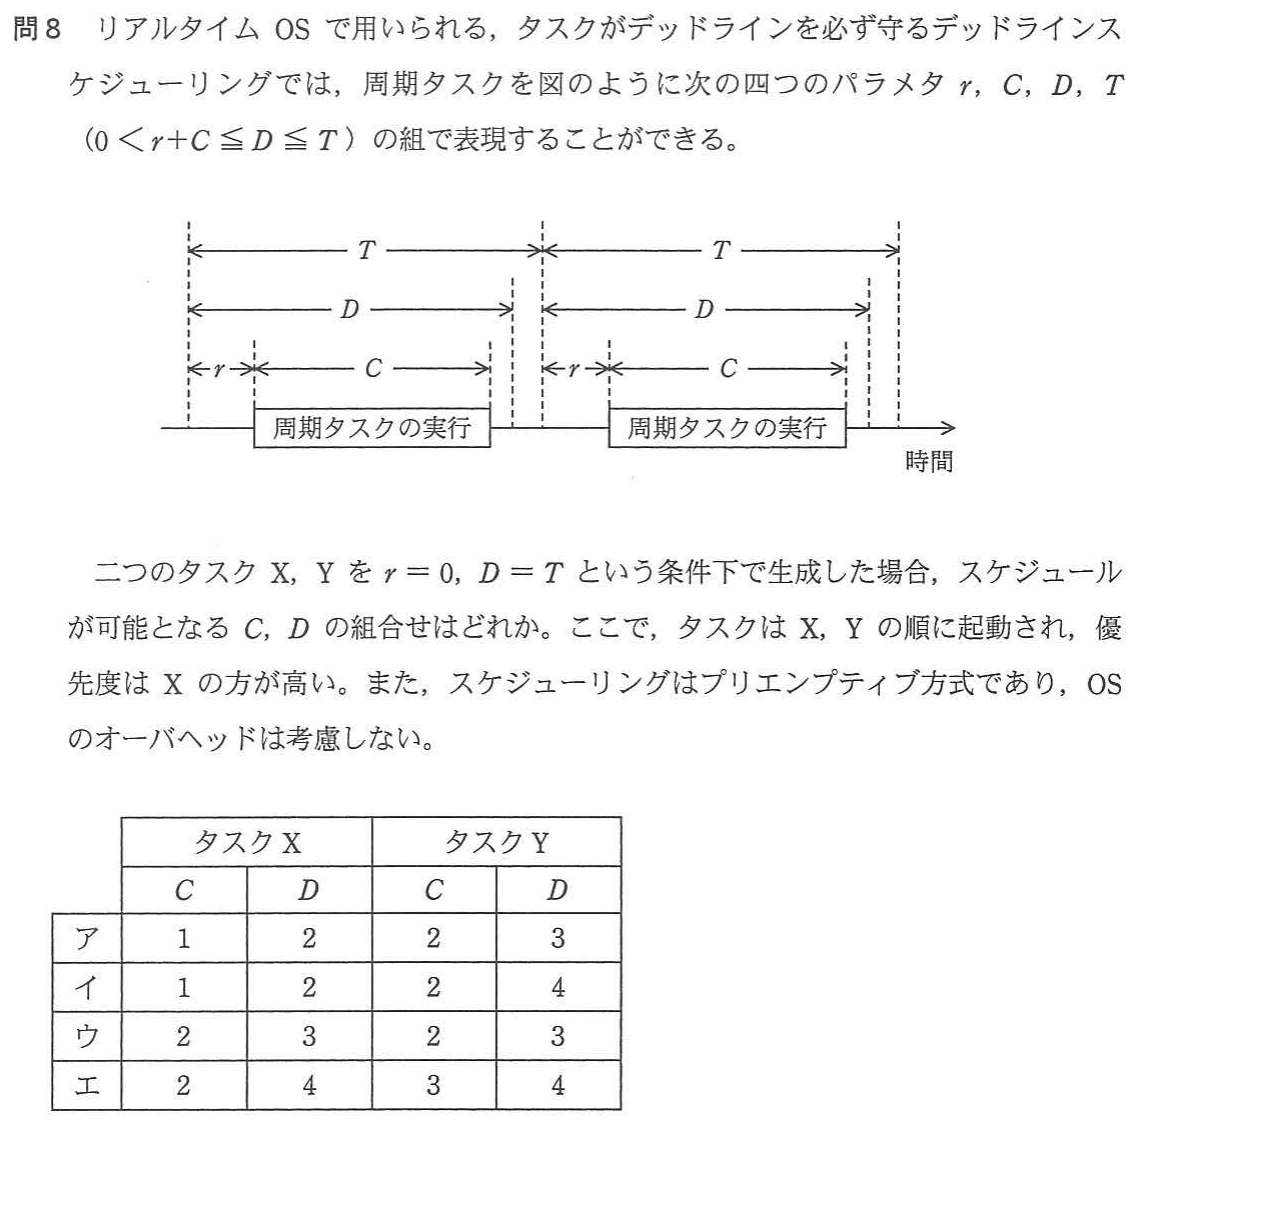 問8 リアルタイム OS で用いられる，タスクがデッドラインを必ず守るデッドラインス
ケジューリングでは，周期タスクを図のように次の四つのパラメタ r，C，D，T
（0 ＜ r＋C ≦ D ≦ T ）の組で表現することができる。
T T
D D
r C r C
周期タスクの実行 周期タスクの実行
時間
二つのタスク X，Y を r ＝ 0，D ＝ T という条件下で生成した場合，スケジュール
が可能となる C，D の組合せはどれか。ここで，タスクは X，Y の順に起動され，優
先度は X の方が高い。また，スケジューリングはプリエンプティブ方式であり，OS
のオーバヘッドは考慮しない。
タスク X タスク Y
C D C D
ア 1 2 2 3
イ 1 2 2 4
ウ 2 3 2 3
エ 2 4 3 4